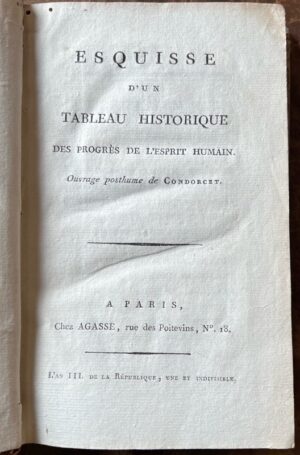 ESQUISSE
D'UN
TABLEAU HISTORIQUE
DES PROGRÈS DE L'ESPRIT HUMAIN.
Ouvrage posthume de CONDORCET.
A PARIS,
Chez AGASSE, rue des Poitevins, N°. 18.
L'AN III. DE LA RÉPUBLIQUE, UNE ET INDIVISIBLE.